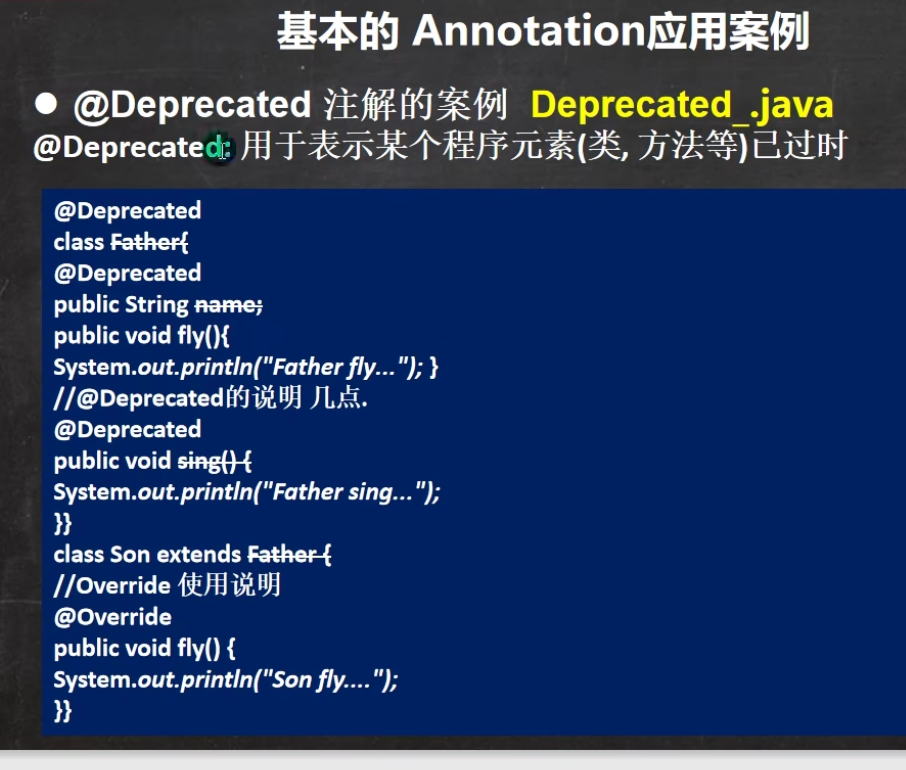 基本的 Annotation应用案例
● @Deprecated 注解的案例 Deprecated_.java
@Deprecated: 用于表示某个程序元素(类, 方法等)已过时
@Deprecated
class Father{
@Deprecated
public String name;
public void fly(){
System.out.println("Father fly..."); }
//@Deprecated的说明 几点.
@Deprecated
public void sing() {
System.out.println("Father sing...");
}}
class Son extends Father {
//Override 使用说明
@Override
public void fly() {
System.out.println("Son fly....");
}}